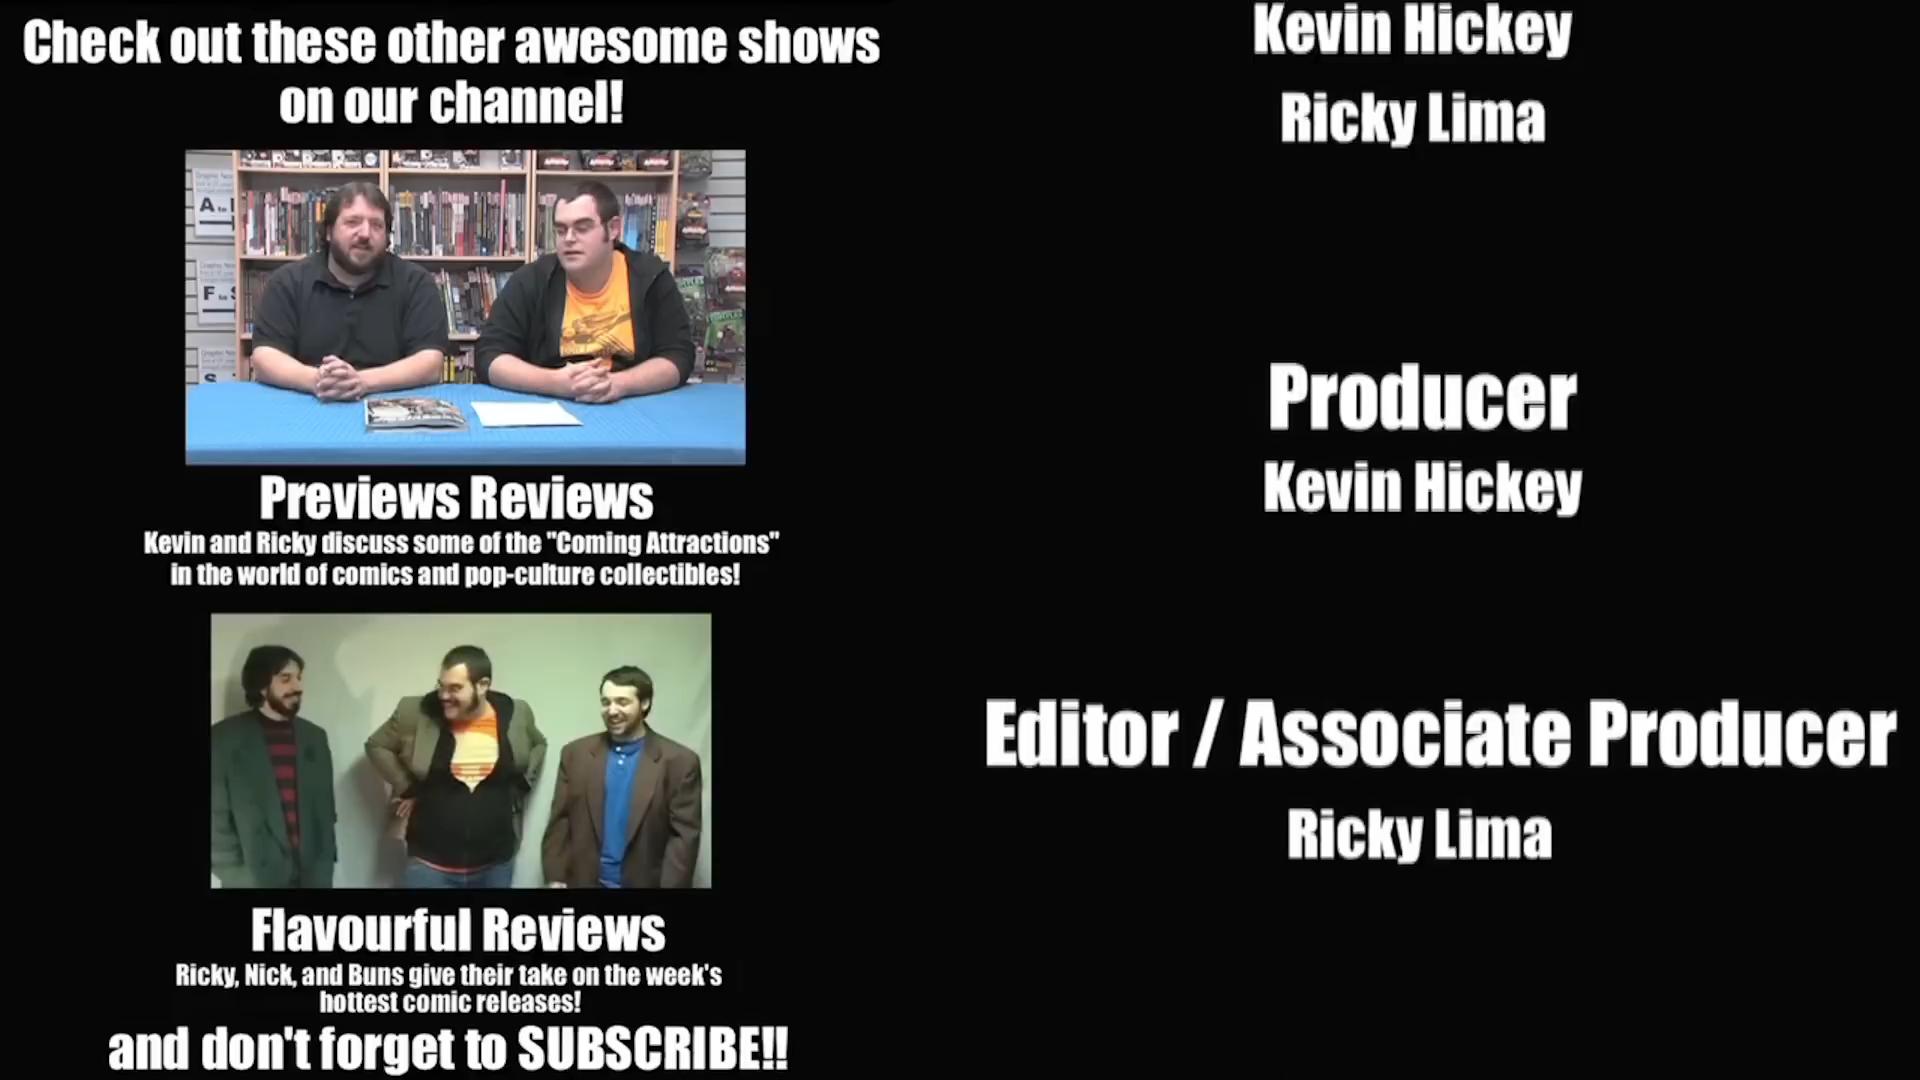 Check out these other awesome shows
on our channel!
A to
F to
S
Previews Reviews
Kevin and Ricky discuss some of the "Coming Attractions"
in the world of comics and pop-culture collectibles!
Flavourful Reviews
Ricky, Nick, and Buns give their take on the week's
hottest comic releases!
and don't forget to SUBSCRIBE!!
Kevin Hickey
Ricky Lima
Producer
Kevin Hickey
Editor / Associate Producer
Ricky Lima